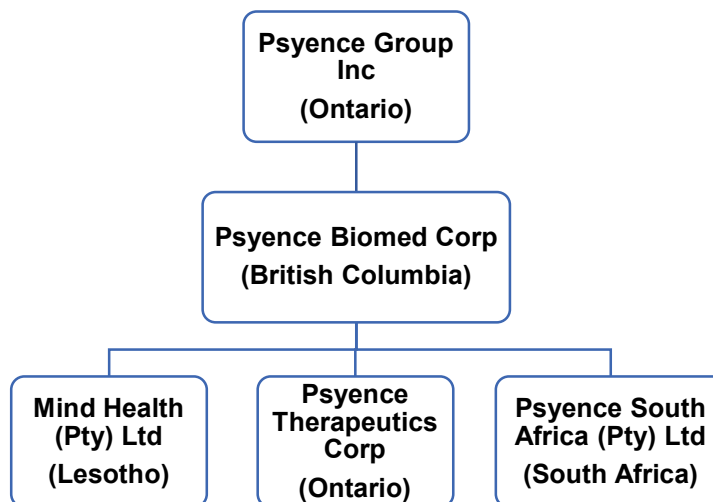 Psyence Group
Inc
(Ontario)
Psyence Biomed Corp
(British Columbia)
Mind Health
(Pty) Ltd
(Lesotho)
Psyence
Therapeutics
Corp
(Ontario)
Psyence South
Africa (Pty) Ltd
(South Africa)